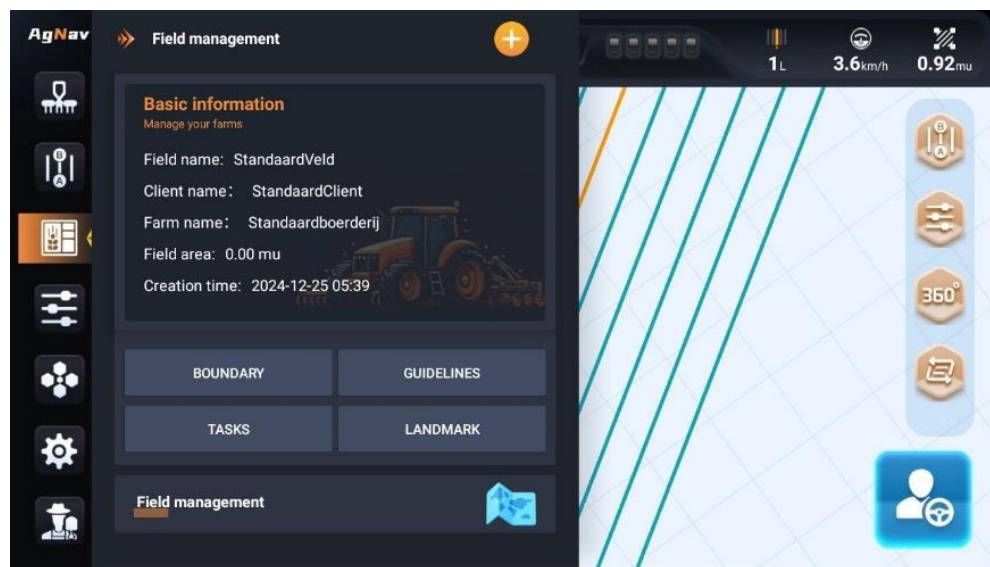 AgNav
Field management
1L
3.6km/h
0.92mu
Basic information
Manage your farms
Field name: StandaardVeld
Client name: StandaardClient
Farm name: Standaardboerderij
Field area: 0.00 mu
Creation time: 2024-12-25 05:39
BOUNDARY
GUIDELINES
TASKS
LANDMARK
Field management
B
A
B
A
360°